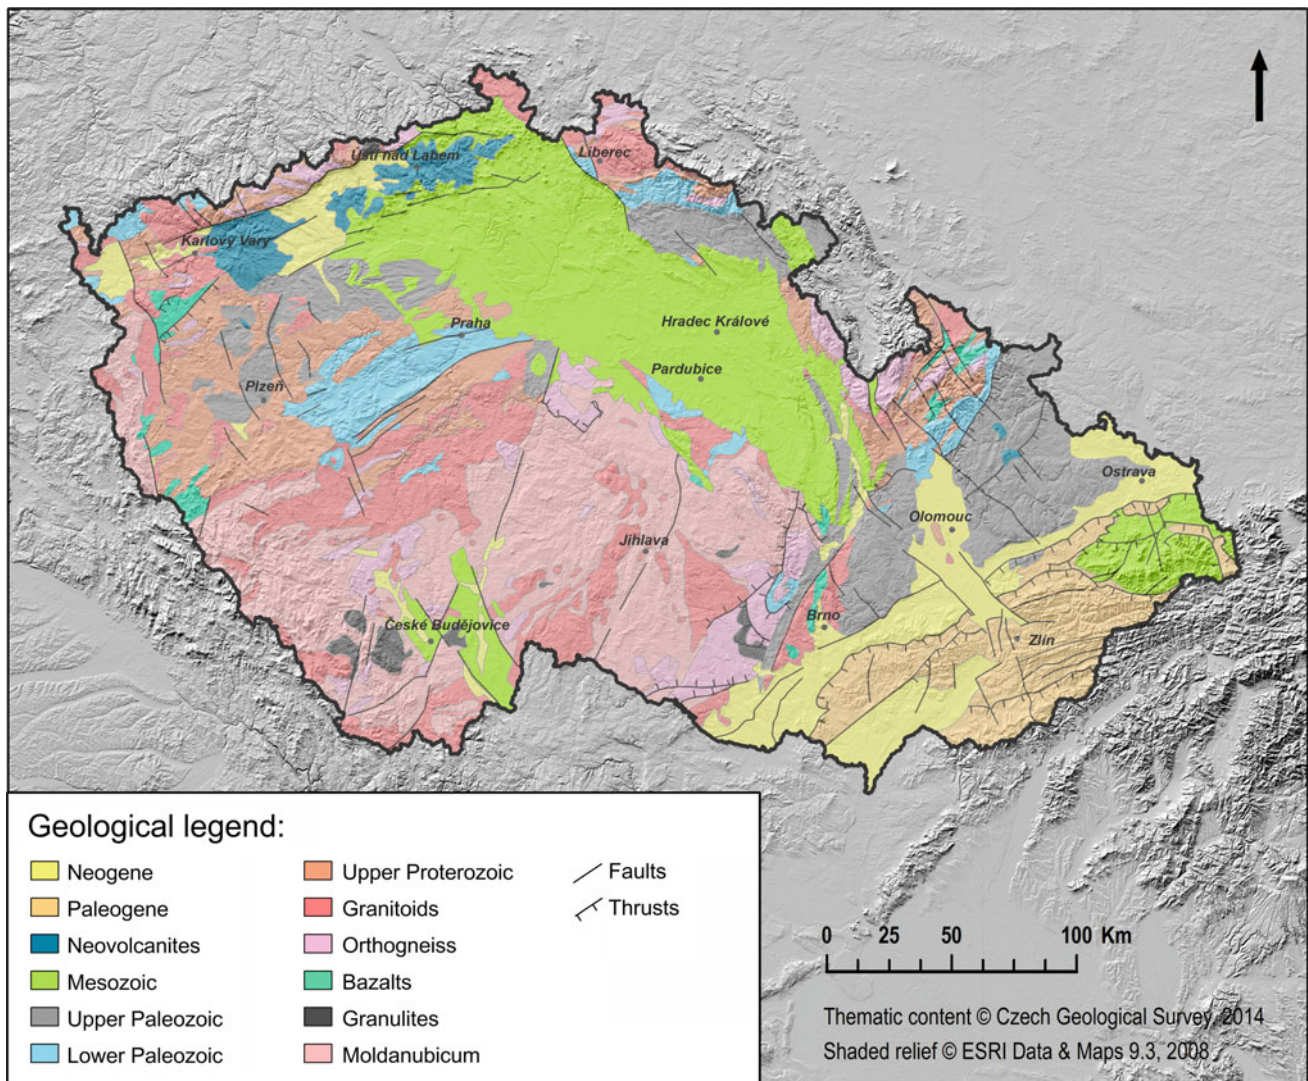 Ústí nad Labem
Liberec
Karlovy Vary
Praha
Hradec Králové
Pardubice
Plzeň
Ostrava
Olomouc
Jihlava
České Budějovice
Brno
Zlín
Geological legend:
Neogene
Paleogene
Neovolcanites
Mesozoic
Upper Paleozoic
Lower Paleozoic
Upper Proterozoic
Granitoids
Orthogneiss
Bazalts
Granulites
Moldanubicum
Faults
Thrusts
0 25 50 100 Km
Thematic content © Czech Geological Survey, 2014
Shaded relief © ESRI Data & Maps 9.3, 2008